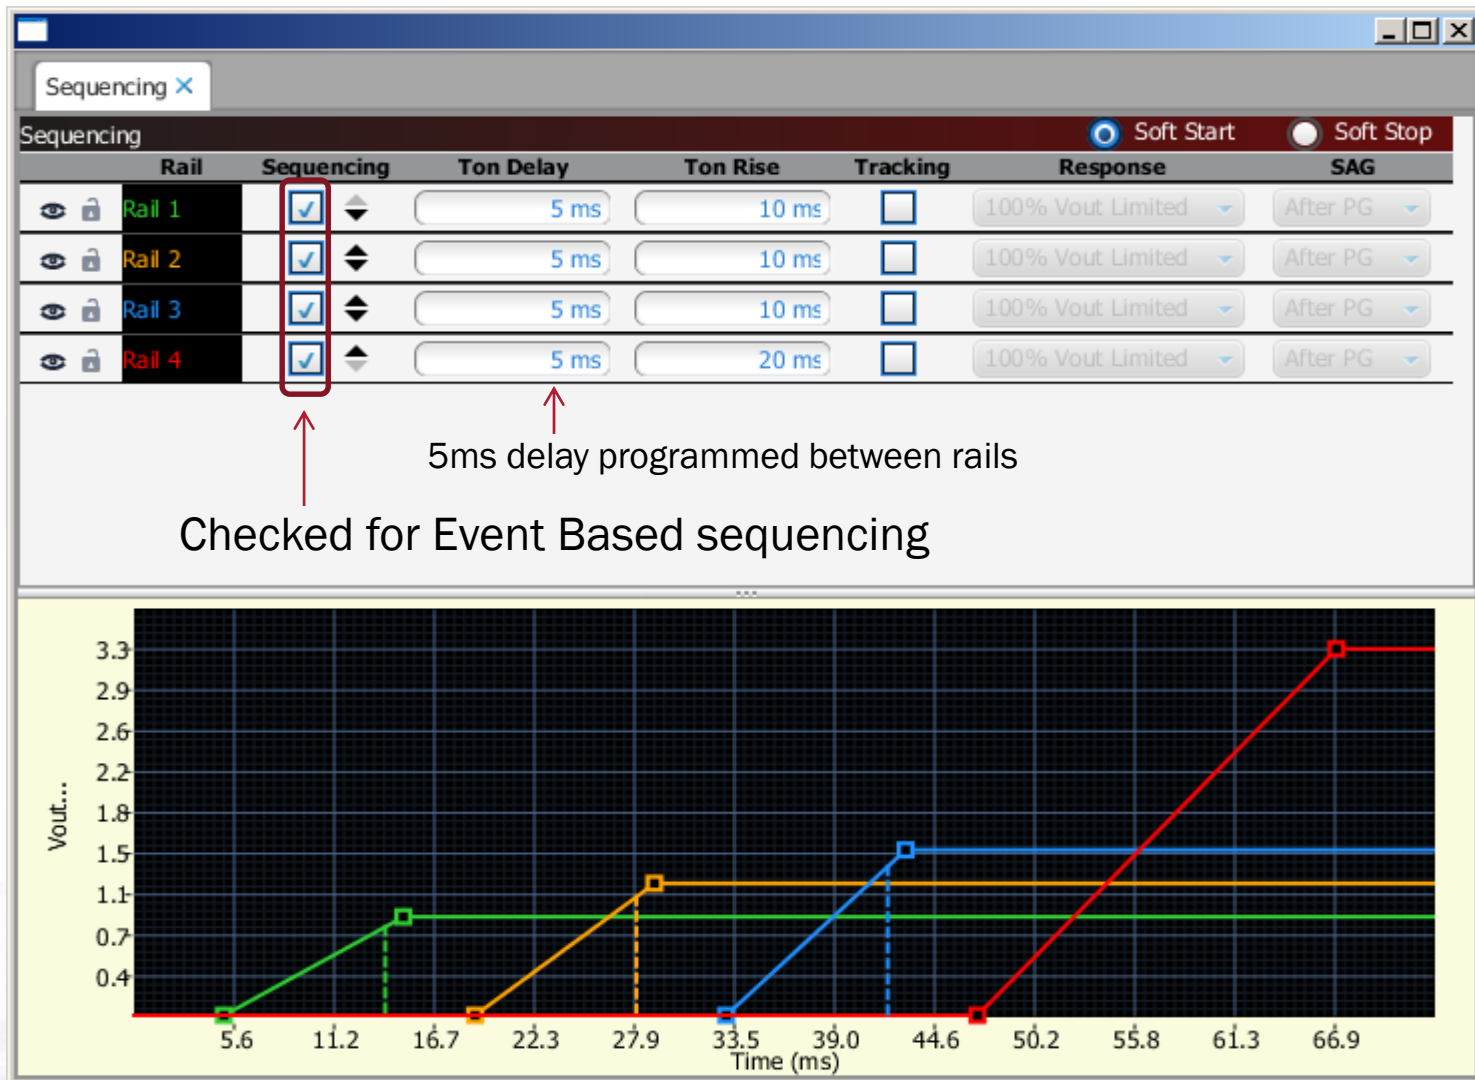 Sequencing
Sequencing Soft Start Soft Stop
Rail Sequencing Ton Delay Ton Rise Tracking Response SAG
Rail 1 5 ms 10 ms 100% Vout Limited After PG
Rail 2 5 ms 10 ms 100% Vout Limited After PG
Rail 3 5 ms 10 ms 100% Vout Limited After PG
Rail 4 5 ms 20 ms 100% Vout Limited After PG
5ms delay programmed between rails
Checked for Event Based sequencing
3.3
2.9
2.6
2.2
1.8
1.5
1.1
0.7
0.4
Vout...
5.6 11.2 16.7 22.3 27.9 33.5 39.0 44.6 50.2 55.8 61.3 66.9
Time (ms)